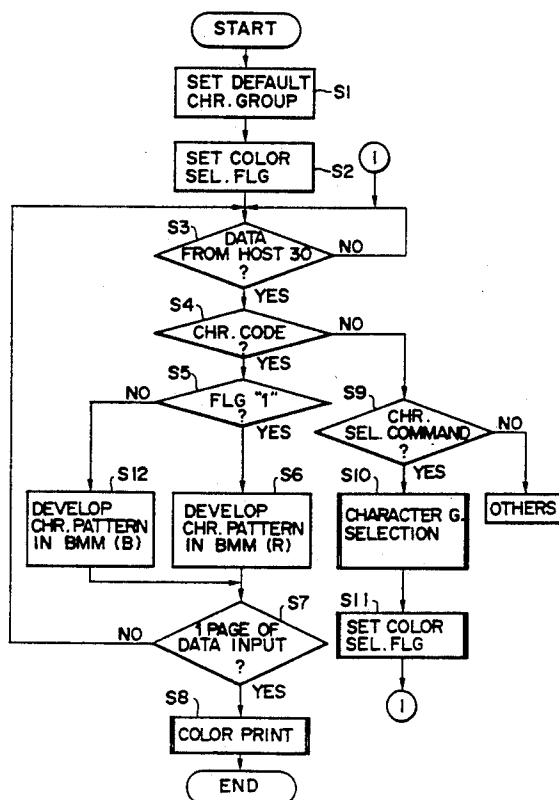 START
SET DEFAULT
CHR. GROUP
S1
SET COLOR
SEL. FLG
S2
1
S3
DATA
FROM HOST 30
?
NO
YES
S4
CHR. CODE
?
NO
YES
S5
FLG "1"
?
NO
YES
S9
CHR.
SEL. COMMAND
?
NO
YES
S12
DEVELOP
CHR. PATTERN
IN BMM (B)
S6
DEVELOP
CHR. PATTERN
IN BMM (R)
S10
CHARACTER G.
SELECTION
OTHERS
S7
1 PAGE OF
DATA INPUT
?
NO
YES
S11
SET COLOR
SEL. FLG
1
S8
COLOR PRINT
END